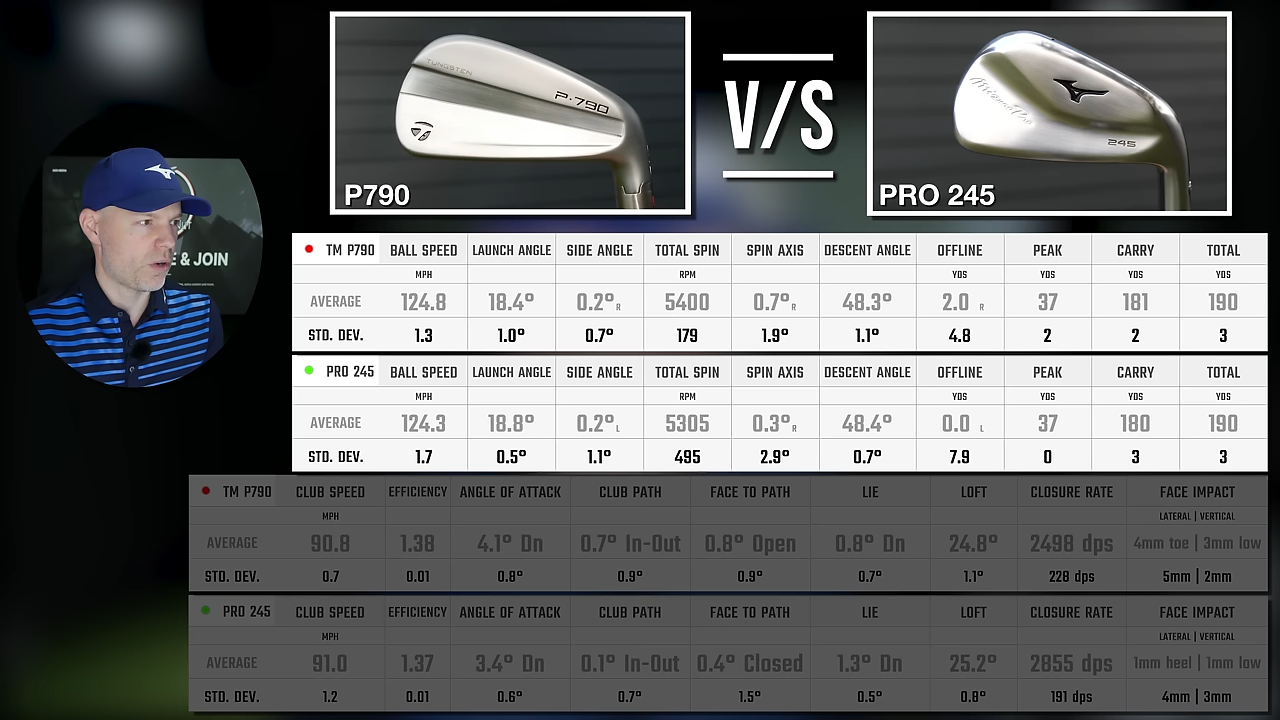 TUNGSTEN
P·790
P790
V/S
Mizuno Pro
245
PRO 245
E & JOIN
TM P790 BALL SPEED LAUNCH ANGLE SIDE ANGLE TOTAL SPIN SPIN AXIS DESCENT ANGLE OFFLINE PEAK CARRY TOTAL
MPH RPM YDS YDS YDS YDS
AVERAGE 124.8 18.4° 0.2° R 5400 0.7° R 48.3° 2.0 R 37 181 190
STD. DEV. 1.3 1.0° 0.7° 179 1.9° 1.1° 4.8 2 2 3
PRO 245 BALL SPEED LAUNCH ANGLE SIDE ANGLE TOTAL SPIN SPIN AXIS DESCENT ANGLE OFFLINE PEAK CARRY TOTAL
MPH RPM YDS YDS YDS YDS
AVERAGE 124.3 18.8° 0.2° L 5305 0.3° R 48.4° 0.0 L 37 180 190
STD. DEV. 1.7 0.5° 1.1° 495 2.9° 0.7° 7.9 0 3 3
TM P790 CLUB SPEED EFFICIENCY ANGLE OF ATTACK CLUB PATH FACE TO PATH LIE LOFT CLOSURE RATE FACE IMPACT
MPH LATERAL | VERTICAL
AVERAGE 90.8 1.38 4.1° Dn 0.7° In-Out 0.8° Open 0.8° Dn 24.8° 2498 dps 4mm toe | 3mm low
STD. DEV. 0.7 0.01 0.8° 0.9° 0.9° 0.7° 1.1° 228 dps 5mm | 2mm
PRO 245 CLUB SPEED EFFICIENCY ANGLE OF ATTACK CLUB PATH FACE TO PATH LIE LOFT CLOSURE RATE FACE IMPACT
MPH LATERAL | VERTICAL
AVERAGE 91.0 1.37 3.4° Dn 0.1° In-Out 0.4° Closed 1.3° Dn 25.2° 2855 dps 1mm heel | 1mm low
STD. DEV. 1.2 0.01 0.6° 0.7° 1.5° 0.5° 0.8° 191 dps 4mm | 3mm